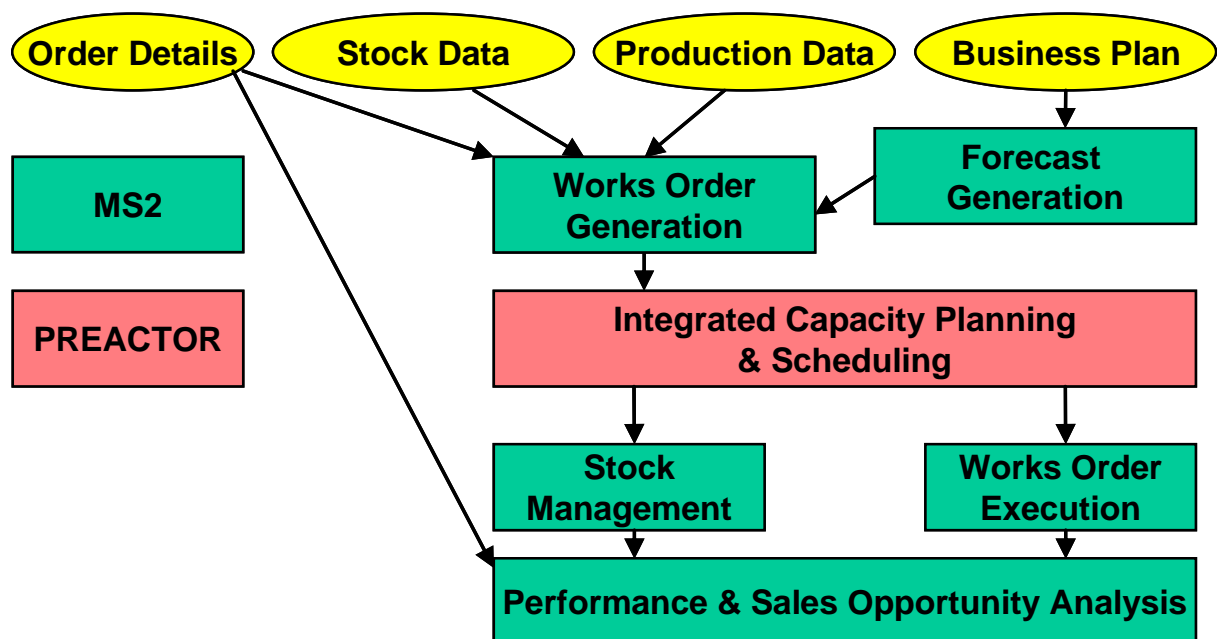 Order Details
Stock Data
Production Data
Business Plan
MS2
Works Order
Generation
Forecast
Generation
PREACTOR
Integrated Capacity Planning
& Scheduling
Stock
Management
Works Order
Execution
Performance & Sales Opportunity Analysis